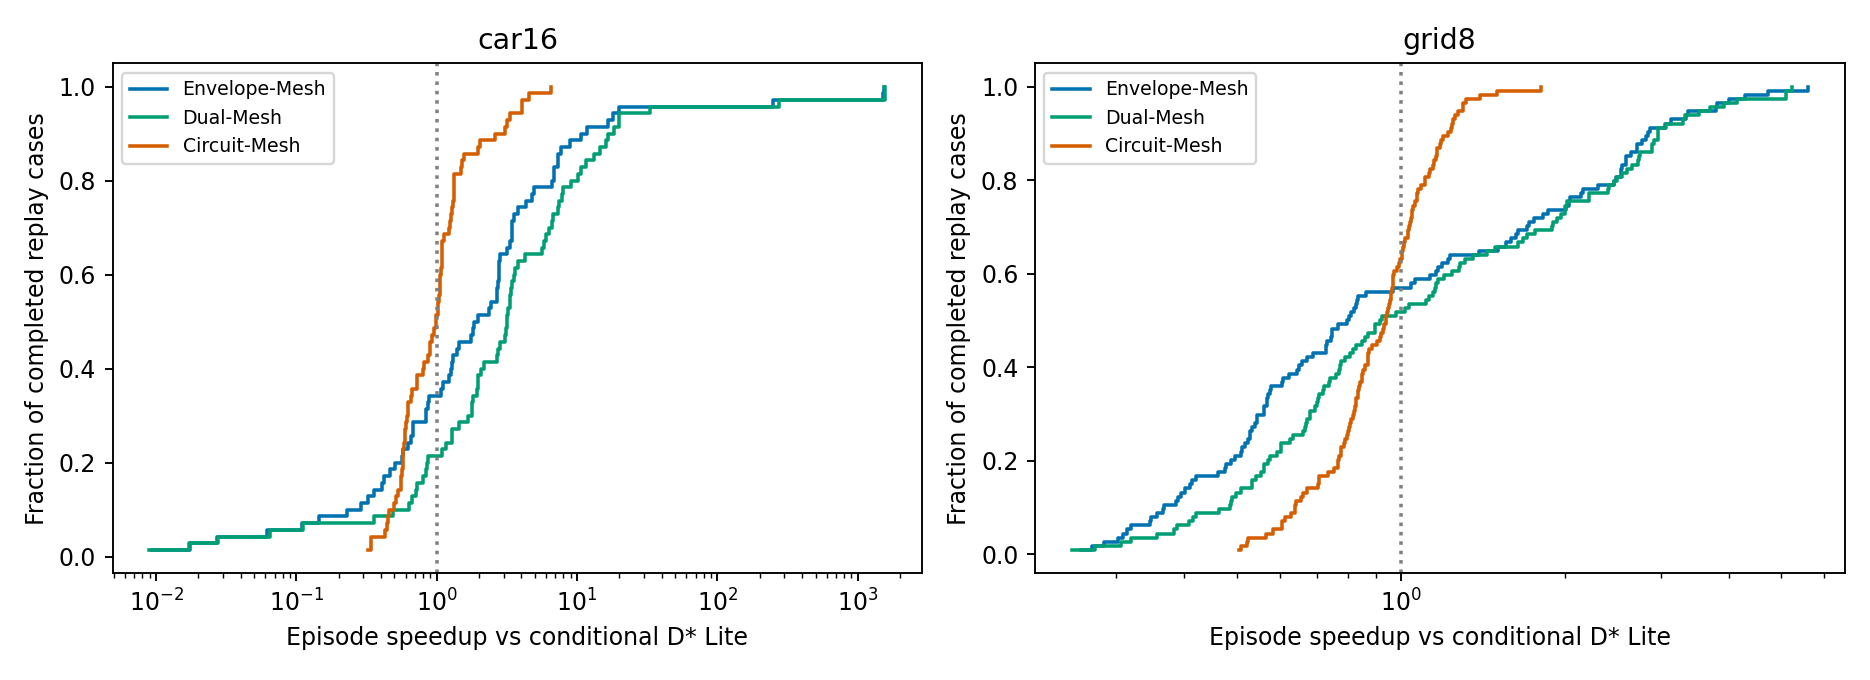 car16
Envelope-Mesh
Dual-Mesh
Circuit-Mesh
Fraction of completed replay cases
1.0
0.8
0.6
0.4
0.2
0.0
10⁻² 10⁻¹ 10⁰ 10¹ 10² 10³
Episode speedup vs conditional D* Lite
grid8
Envelope-Mesh
Dual-Mesh
Circuit-Mesh
Fraction of completed replay cases
1.0
0.8
0.6
0.4
0.2
0.0
10⁰
Episode speedup vs conditional D* Lite